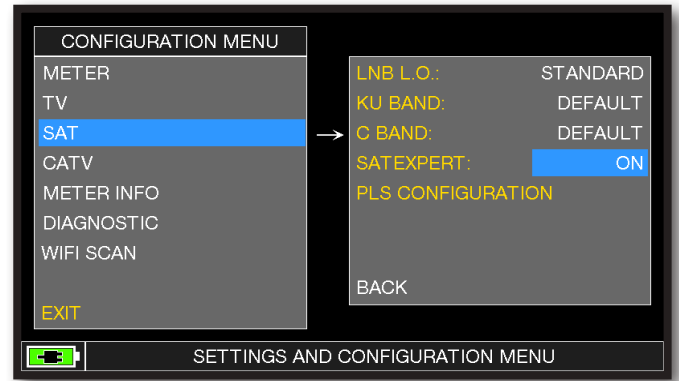 CONFIGURATION MENU
METER
TV
SAT
CATV
METER INFO
DIAGNOSTIC
WIFI SCAN
EXIT
LNB L.O.: STANDARD
KU BAND: DEFAULT
C BAND: DEFAULT
SATEXPERT: ON
PLS CONFIGURATION
BACK
SETTINGS AND CONFIGURATION MENU